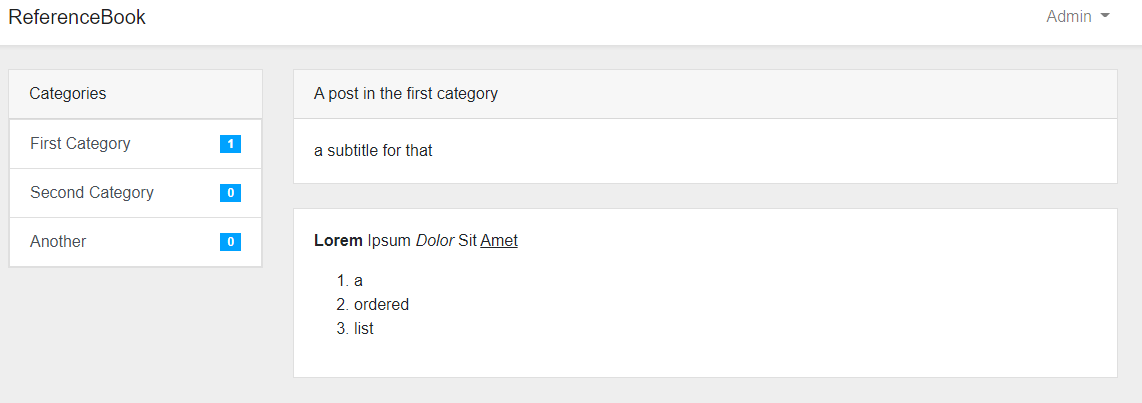 ReferenceBook
Admin
Categories
First Category 1
Second Category 0
Another 0
A post in the first category
a subtitle for that
Lorem Ipsum Dolor Sit Amet
1. a
2. ordered
3. list